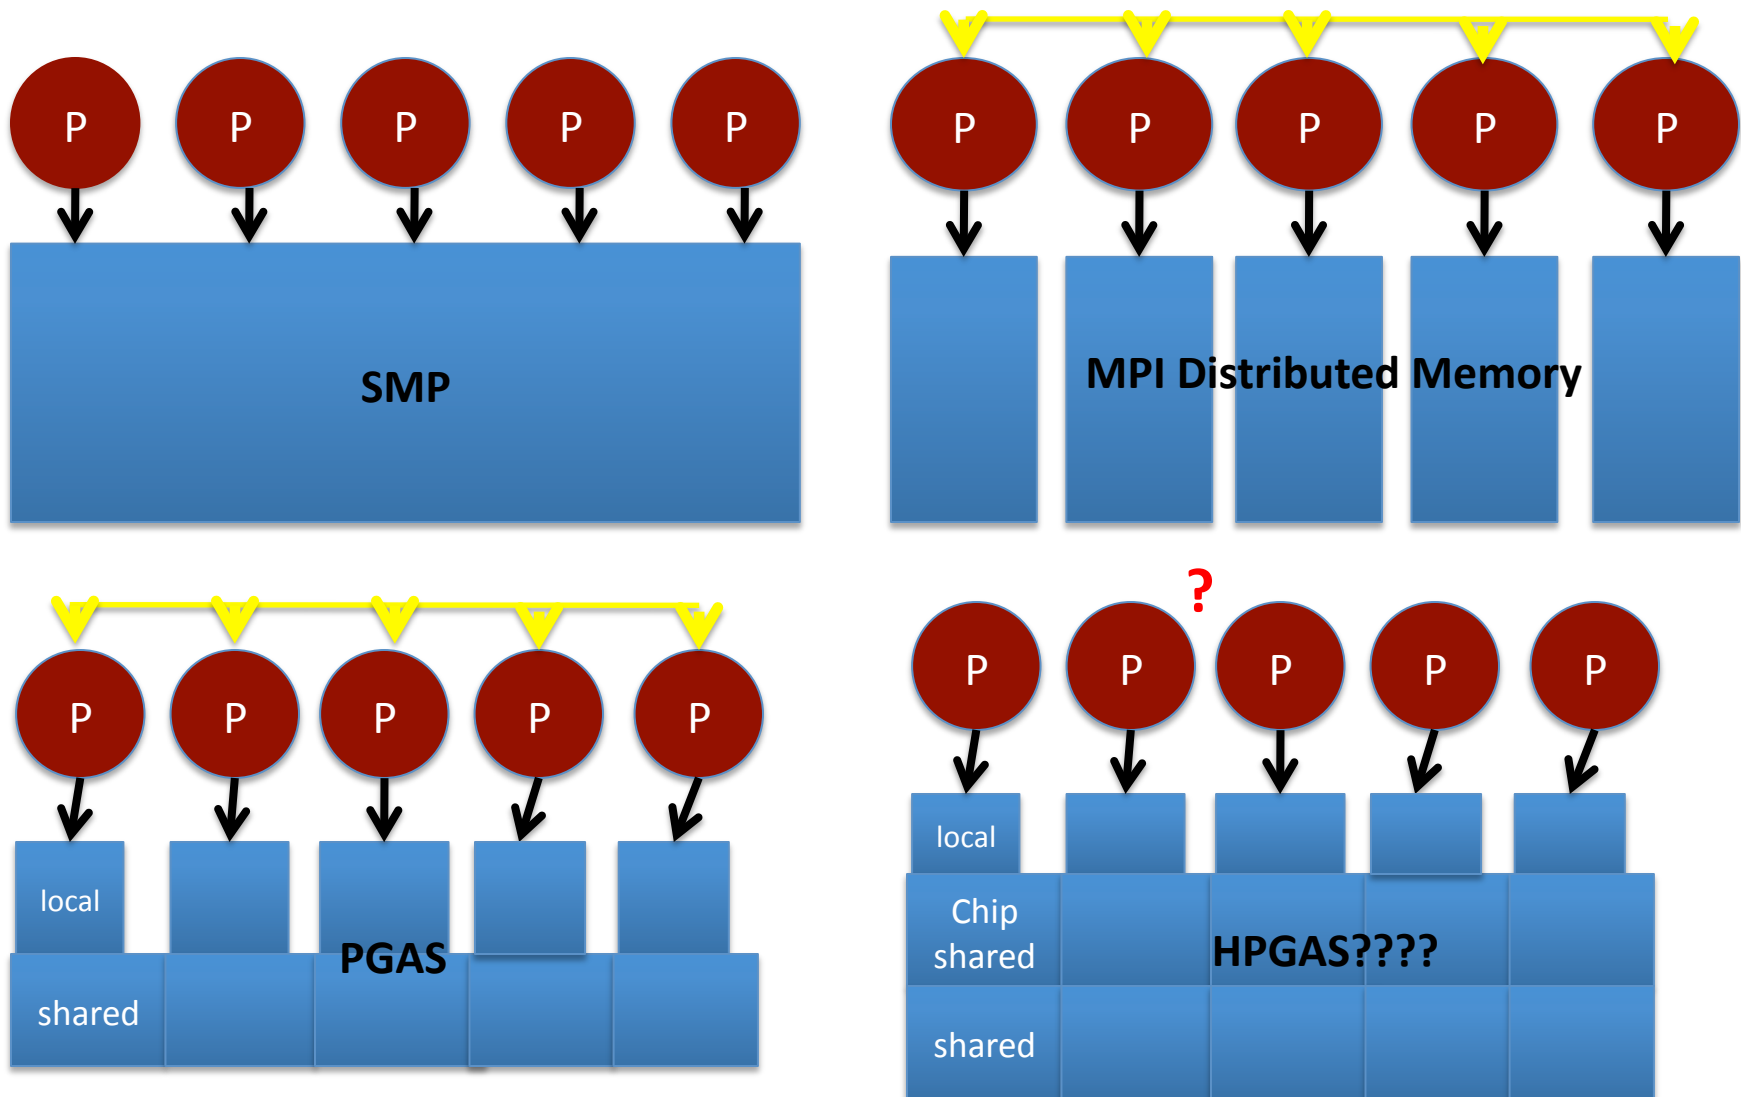 P P P P P
SMP
P P P P P
MPI Distributed Memory
P P P P P
local
PGAS
shared
?
P P P P P
local
Chip
shared
HPGAS????
shared